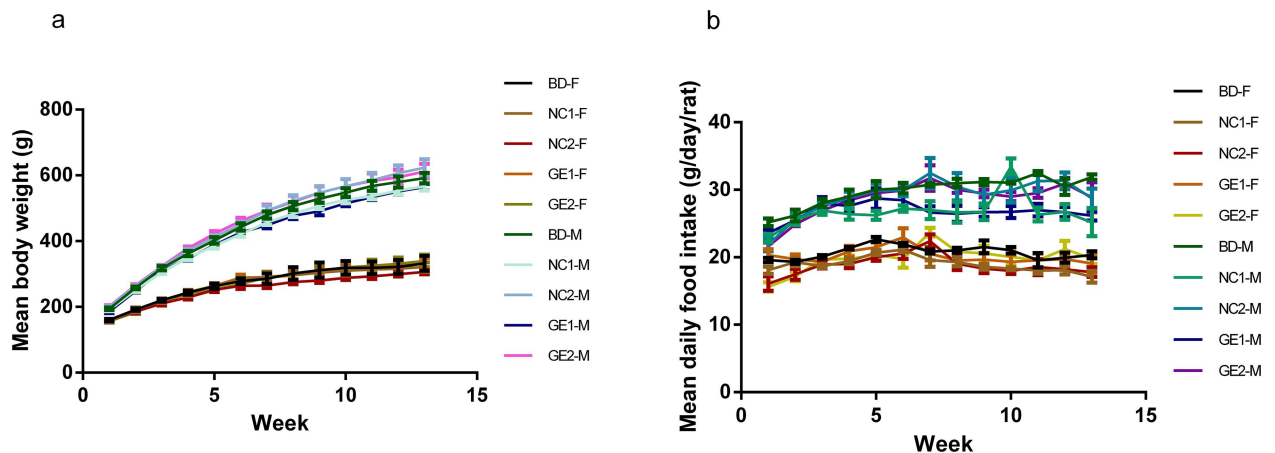 a
Mean body weight (g)
800
600
400
200
0
0
5
10
15
Week
BD-F
NC1-F
NC2-F
GE1-F
GE2-F
BD-M
NC1-M
NC2-M
GE1-M
GE2-M
b
Mean daily food intake (g/day/rat)
40
30
20
10
0
0
5
10
15
Week
BD-F
NC1-F
NC2-F
GE1-F
GE2-F
BD-M
NC1-M
NC2-M
GE1-M
GE2-M